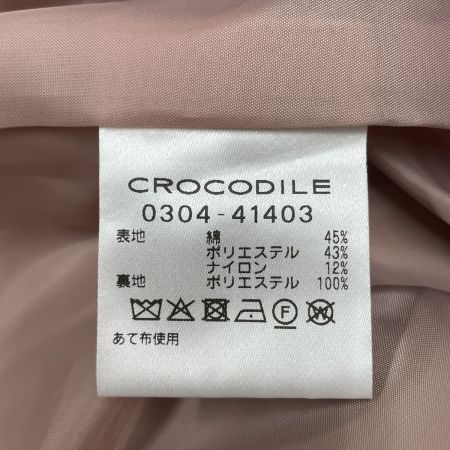 CROCODILE
0304-41403
表地 綿 45%
ポリエステル 43%
ナイロン 12%
裏地 ポリエステル 100%
F W
あて布使用